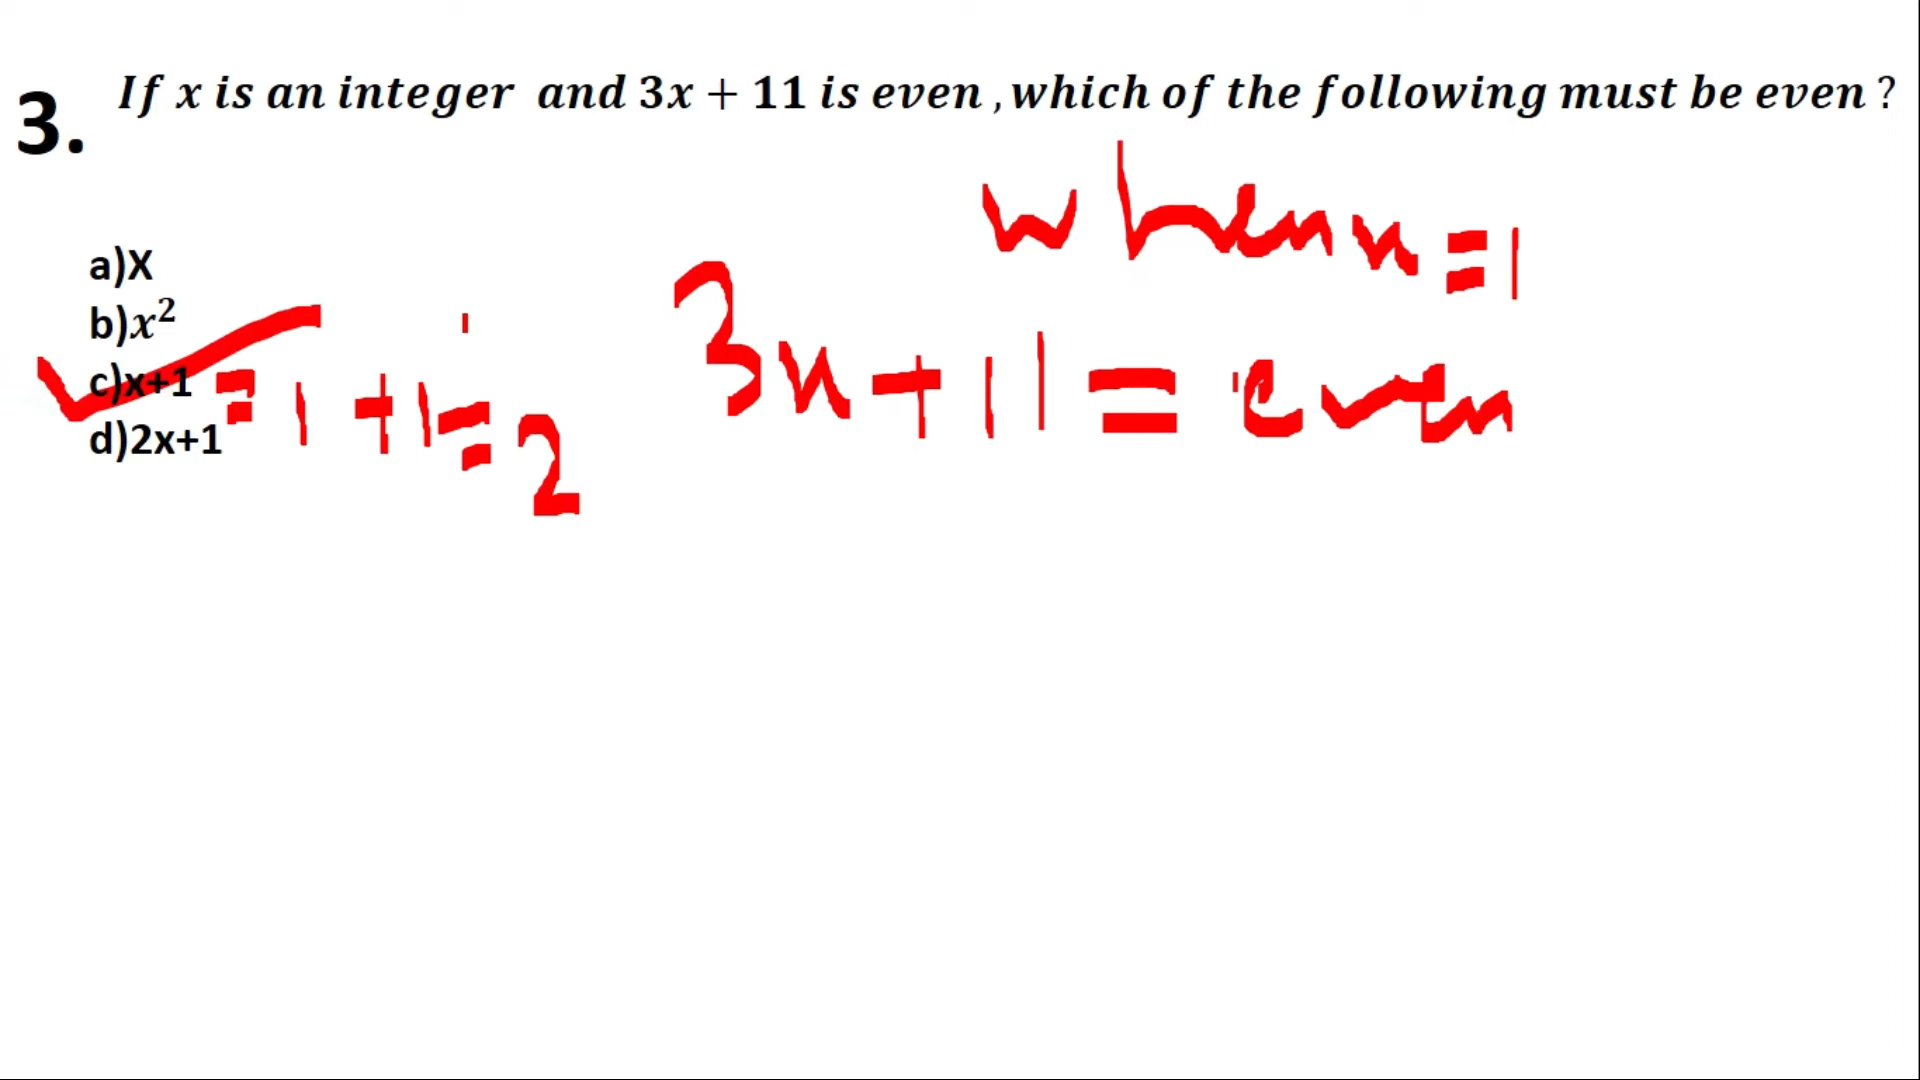 3. If x is an integer and 3x + 11 is even , which of the following must be even ?
when x = 1
a)X
b)x²
3x + 11 = even
c)x+1 = 1 + 1 = 2
d)2x+1